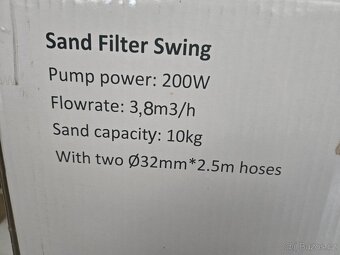 Sand Filter Swing
Pump power: 200W
Flowrate: 3,8m3/h
Sand capacity: 10kg
With two Ø32mm*2.5m hoses